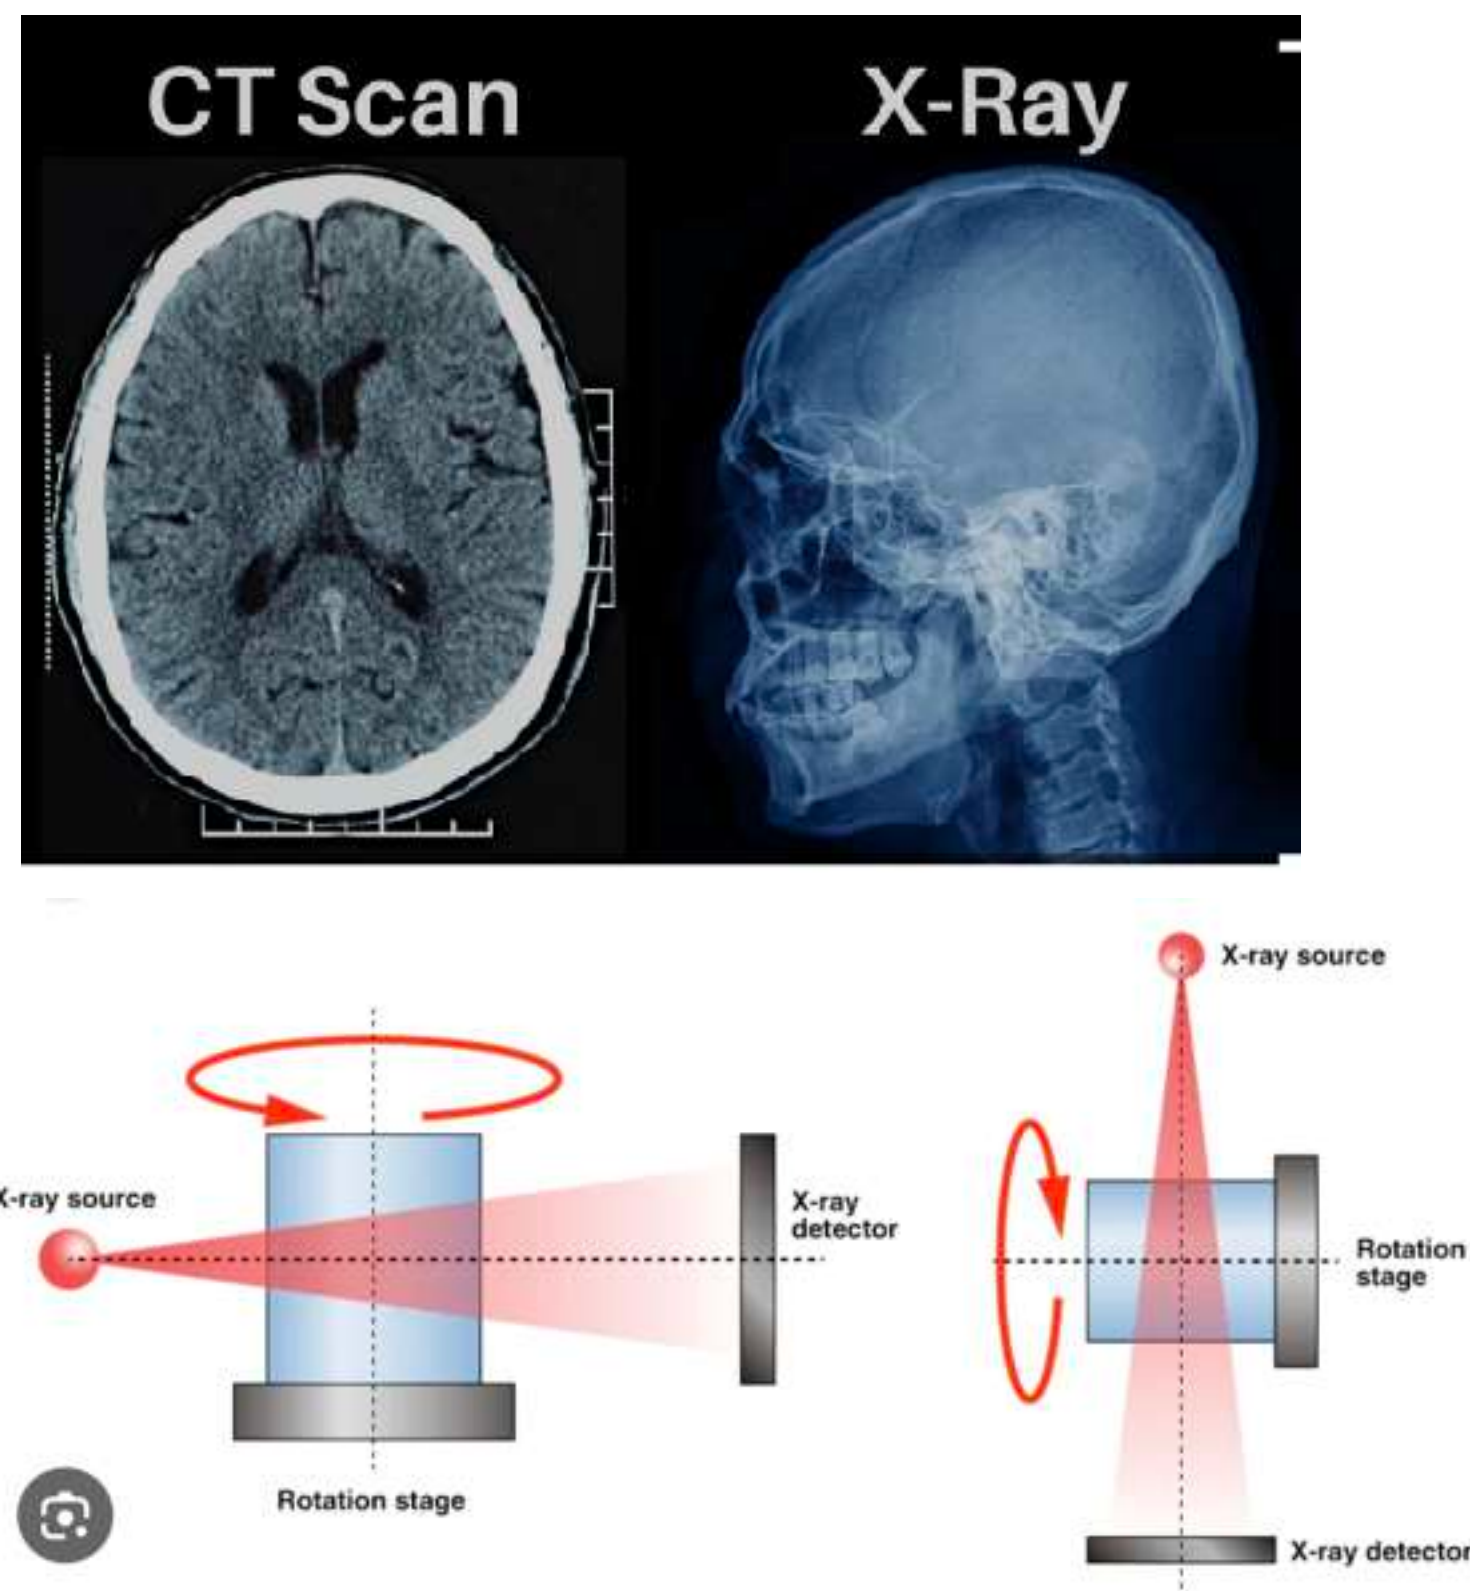 CT Scan
X-Ray
X-ray source
X-ray source
X-ray
detector
Rotation
stage
Rotation stage
X-ray detector